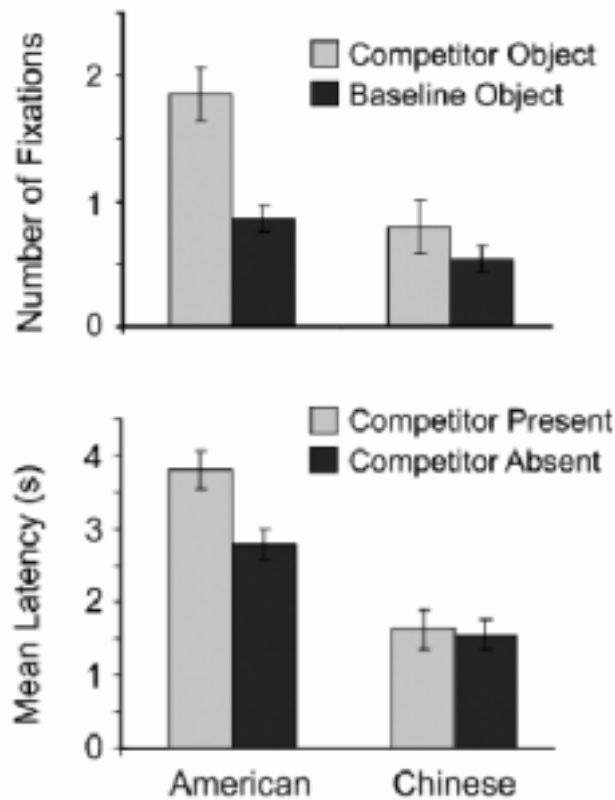 Number of Fixations
2
1
0
Competitor Object
Baseline Object
Mean Latency (s)
4
3
2
1
0
Competitor Present
Competitor Absent
American
Chinese